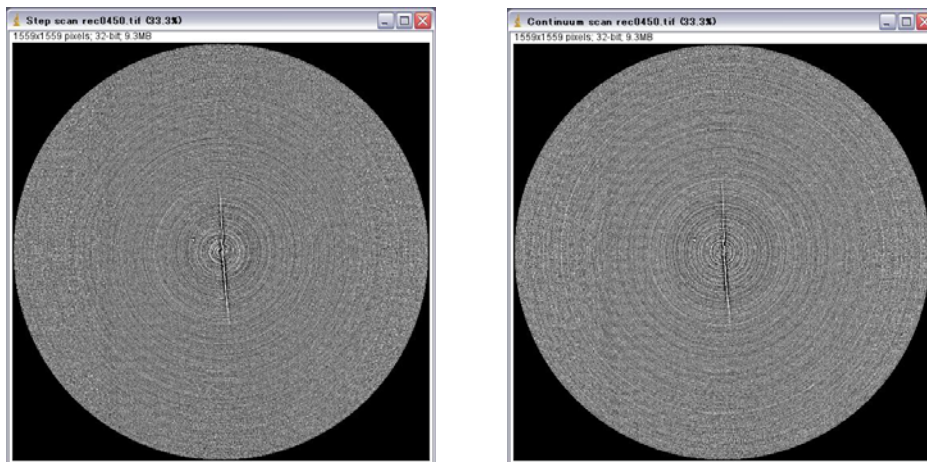 Step scan rec0450.tif (33.3%)
1559x1559 pixels; 32-bit; 9.3MB
Continuum scan rec0450.tif (33.3%)
1559x1559 pixels; 32-bit; 9.3MB